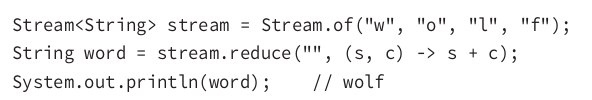 Stream<String> stream = Stream.of("w", "o", "l", "f");
String word = stream.reduce("", (s, c) -> s + c);
System.out.println(word);    // wolf